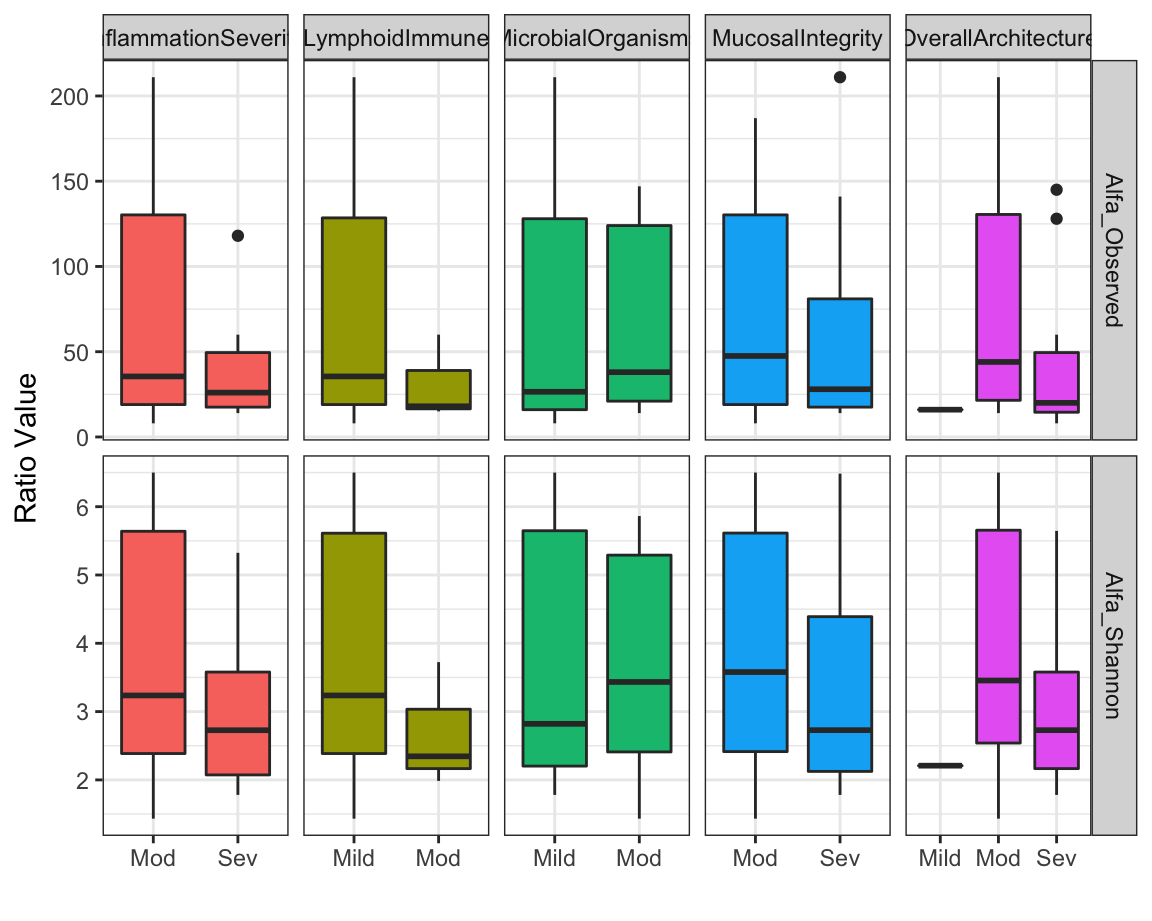 flammationSeverit
LymphoidImmune
MicrobialOrganism
MucosalIntegrity
OverallArchitecture
Alfa_Observed
Alfa_Shannon
Ratio Value
200
150
100
50
0
6
5
4
3
2
Mod Sev
Mild Mod
Mild Mod
Mod Sev
Mild Mod Sev